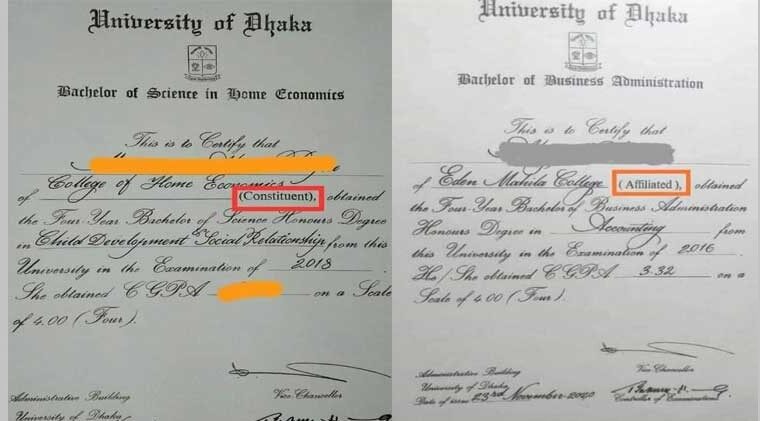 University of Dhaka
Bachelor of Science in Home Economics
This is to Certify that
College of Home Economics
of (Constituent), obtained
the Four-Year Bachelor of Science Honours Degree
in Child Development & Social Relationship from this
University in the Examination of 2018
She obtained CGPA on a Scale
of 4.00 (Four).
Administrative Building
Vice Chancellor
University of Dhaka
University of Dhaka
Bachelor of Business Administration
This is to Certify that
of Eden Mahila College (Affiliated), obtained
the Four-Year Bachelor of Business Administration
Honours Degree in Accounting from
this University in the Examination of 2016
He/She obtained CGPA 3.32 on a
Scale of 4.00 (Four).
Administrative Building
Vice Chancellor
University of Dhaka
Date of issue 23rd November 2020
Controller of Examinations